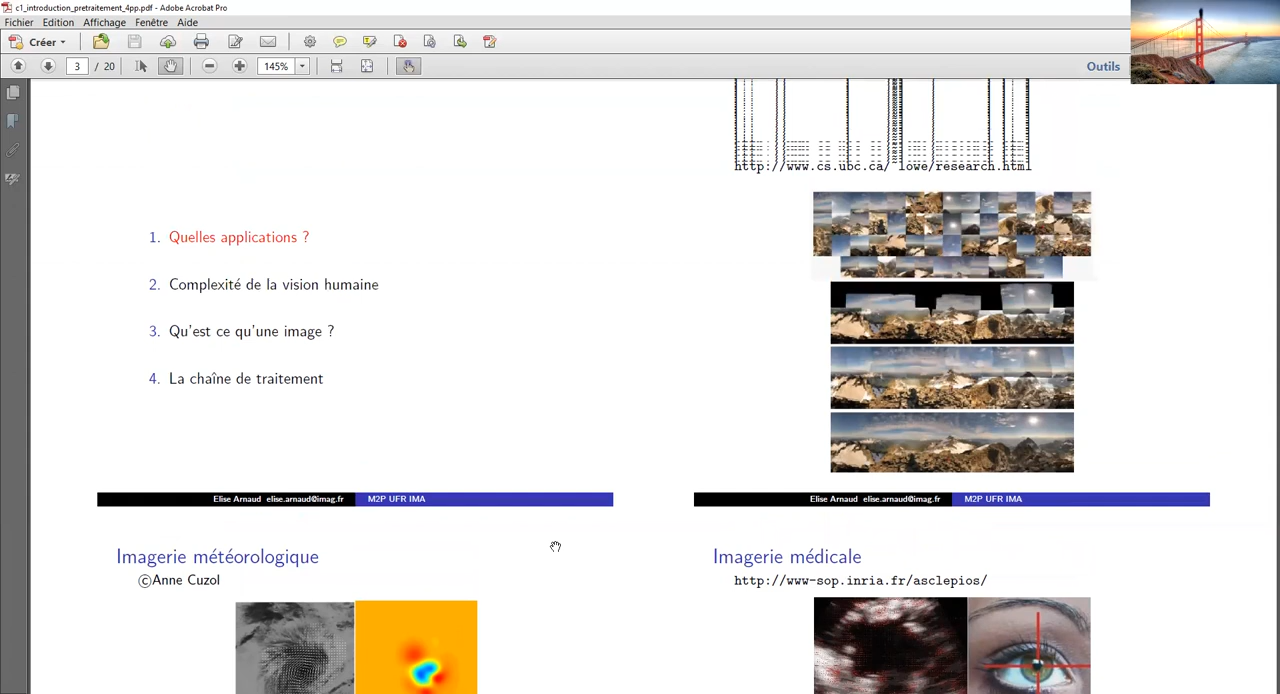 c1_introduction_pretraitement_4pp.pdf - Adobe Acrobat Pro
Fichier Edition Affichage Fenêtre Aide
Créer
3 / 20 145% Outils
http://www.cs.ubc.ca/ lowe/research.html
1. Quelles applications ?
2. Complexité de la vision humaine
3. Qu'est ce qu'une image ?
4. La chaîne de traitement
Elise Arnaud elise.arnaud@imag.fr M2P UFR IMA
Elise Arnaud elise.arnaud@imag.fr M2P UFR IMA
Imagerie météorologique
©Anne Cuzol
Imagerie médicale
http://www-sop.inria.fr/asclepios/